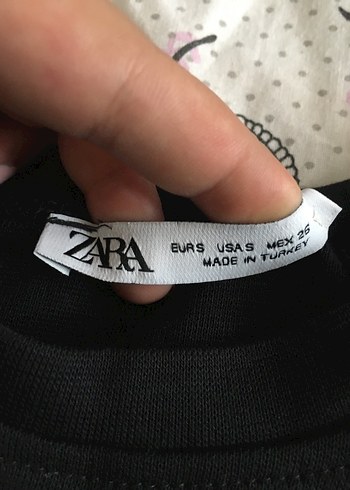 ZARA
EUR S USA S MEX 26
MADE IN TURKEY